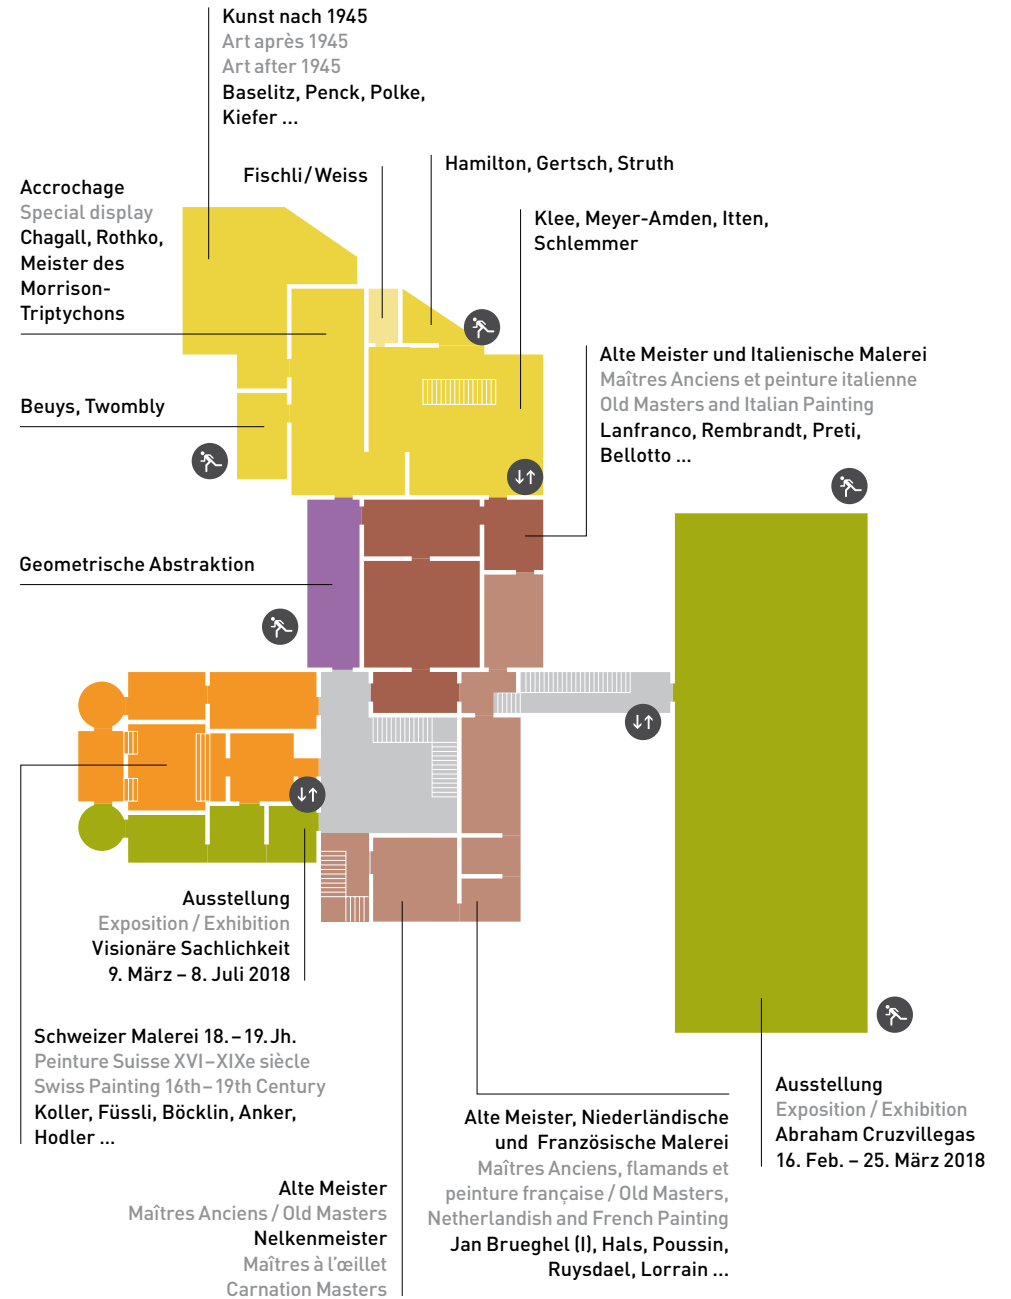 Kunst nach 1945
Art après 1945
Art after 1945
Baselitz, Penck, Polke,
Kiefer ...
Fischli / Weiss
Hamilton, Gertsch, Struth
Accrochage
Special display
Chagall, Rothko,
Meister des
Morrison-
Triptychons
Klee, Meyer-Amden, Itten,
Schlemmer
Alte Meister und Italienische Malerei
Maîtres Anciens et peinture italienne
Old Masters and Italian Painting
Lanfranco, Rembrandt, Preti,
Bellotto ...
Beuys, Twombly
Geometrische Abstraktion
Ausstellung
Exposition / Exhibition
Visionäre Sachlichkeit
9. März – 8. Juli 2018
Schweizer Malerei 18. – 19. Jh.
Peinture Suisse XVI – XIXe siècle
Swiss Painting 16th – 19th Century
Koller, Füssli, Böcklin, Anker,
Hodler ...
Alte Meister
Maîtres Anciens / Old Masters
Nelkenmeister
Maîtres à l'œillet
Carnation Masters
Alte Meister, Niederländische
und Französische Malerei
Maîtres Anciens, flamands et
peinture française / Old Masters,
Netherlandish and French Painting
Jan Brueghel (I), Hals, Poussin,
Ruysdael, Lorrain ...
Ausstellung
Exposition / Exhibition
Abraham Cruzvillegas
16. Feb. – 25. März 2018